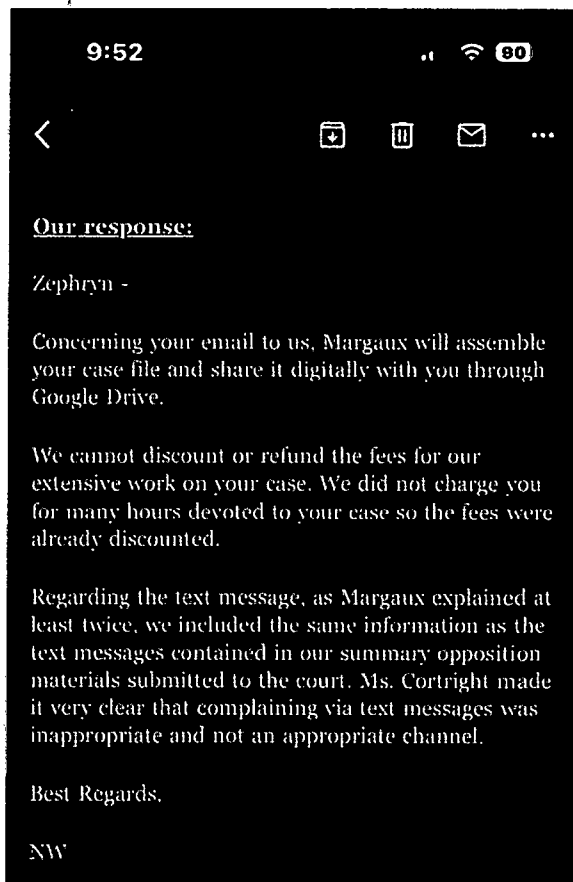 9:52
80
Our response:
Zephryn -
Concerning your email to us, Margaux will assemble
your case file and share it digitally with you through
Google Drive.
We cannot discount or refund the fees for our
extensive work on your case. We did not charge you
for many hours devoted to your case so the fees were
already discounted.
Regarding the text message, as Margaux explained at
least twice, we included the same information as the
text messages contained in our summary opposition
materials submitted to the court. Ms. Cortright made
it very clear that complaining via text messages was
inappropriate and not an appropriate channel.
Best Regards,
NW